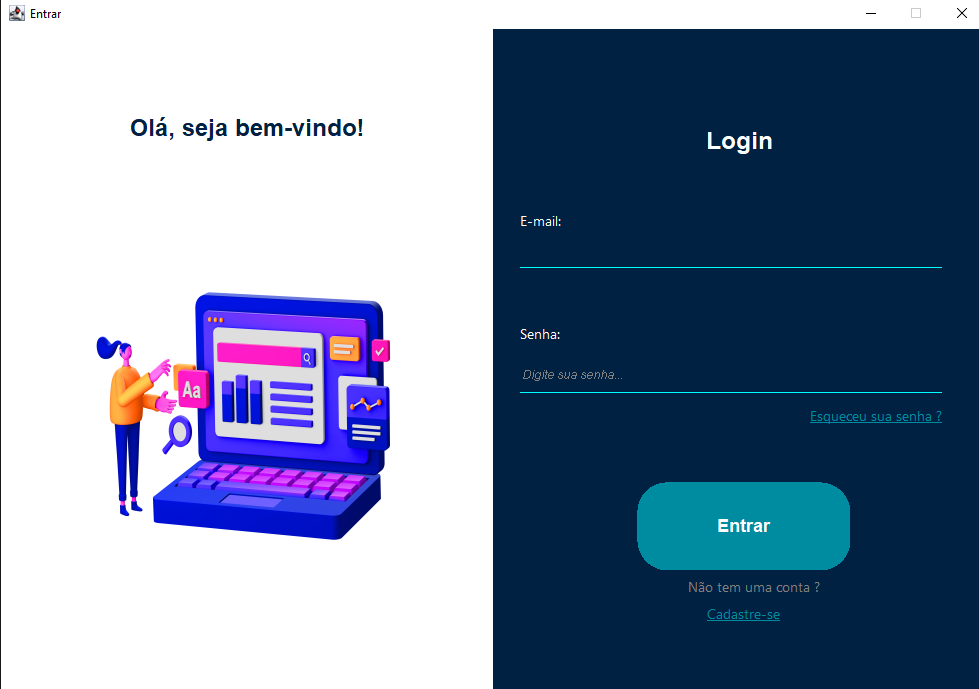 Entrar
Olá, seja bem-vindo!
Aa
Login
E-mail:
Senha:
Digite sua senha...
Esqueceu sua senha ?
Entrar
Não tem uma conta ?
Cadastre-se